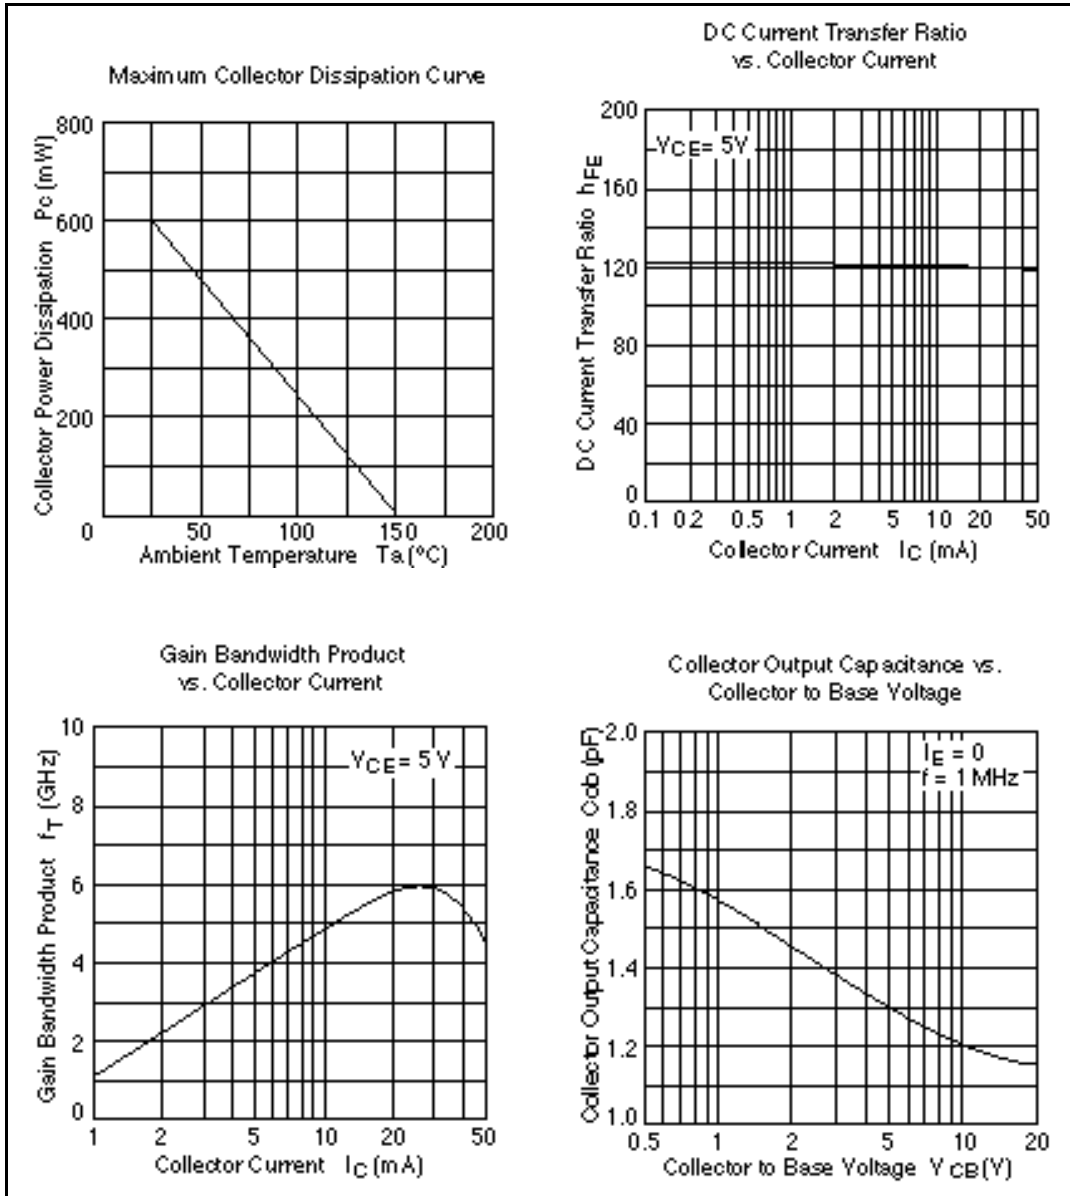 Maximum Collector Dissipation Curve
800
600
400
200
0
50
100
150
200
Collector Power Dissipation Pc (mW)
Ambient Temperature Ta (°C)
DC Current Transfer Ratio
vs. Collector Current
VCE = 5V
200
160
120
80
40
0
0.1 0.2 0.5 1 2 5 10 20 50
DC Current Transfer Ratio hFE
Collector Current IC (mA)
Gain Bandwidth Product
vs. Collector Current
VCE = 5 V
10
8
6
4
2
0
1 2 5 10 20 50
Gain Bandwidth Product fT (GHz)
Collector Current IC (mA)
Collector Output Capacitance vs.
Collector to Base Voltage
IE = 0
f = 1 MHz
2.0
1.8
1.6
1.4
1.2
1.0
0.5 1 2 5 10 20
Collector Output Capacitance Cob (pF)
Collector to Base Voltage VCB (V)